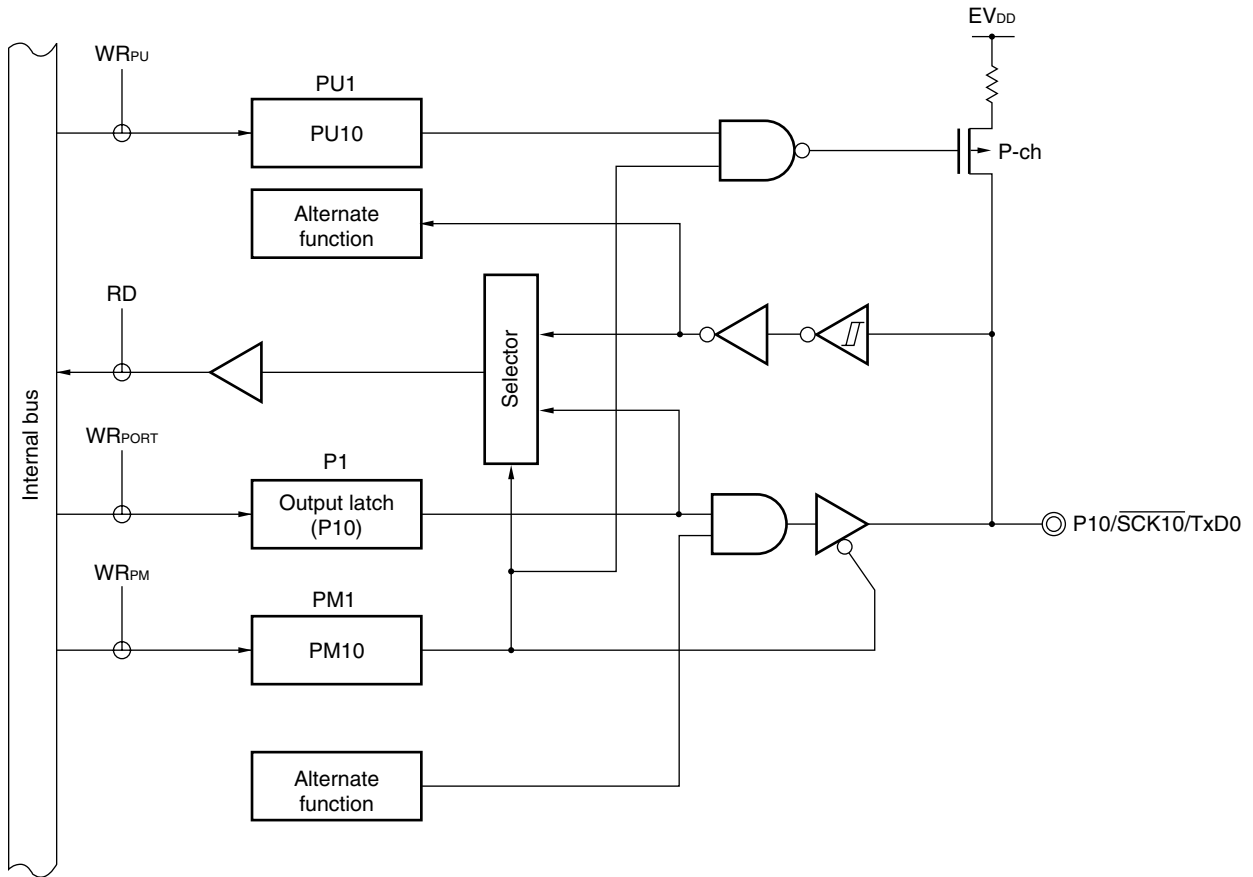 EVDD
WRPU
PU1
PU10
P-ch
Alternate
function
RD
Selector
Internal bus
WRPORT
P1
Output latch
(P10)
P10/SCK10/TxD0
WRPM
PM1
PM10
Alternate
function